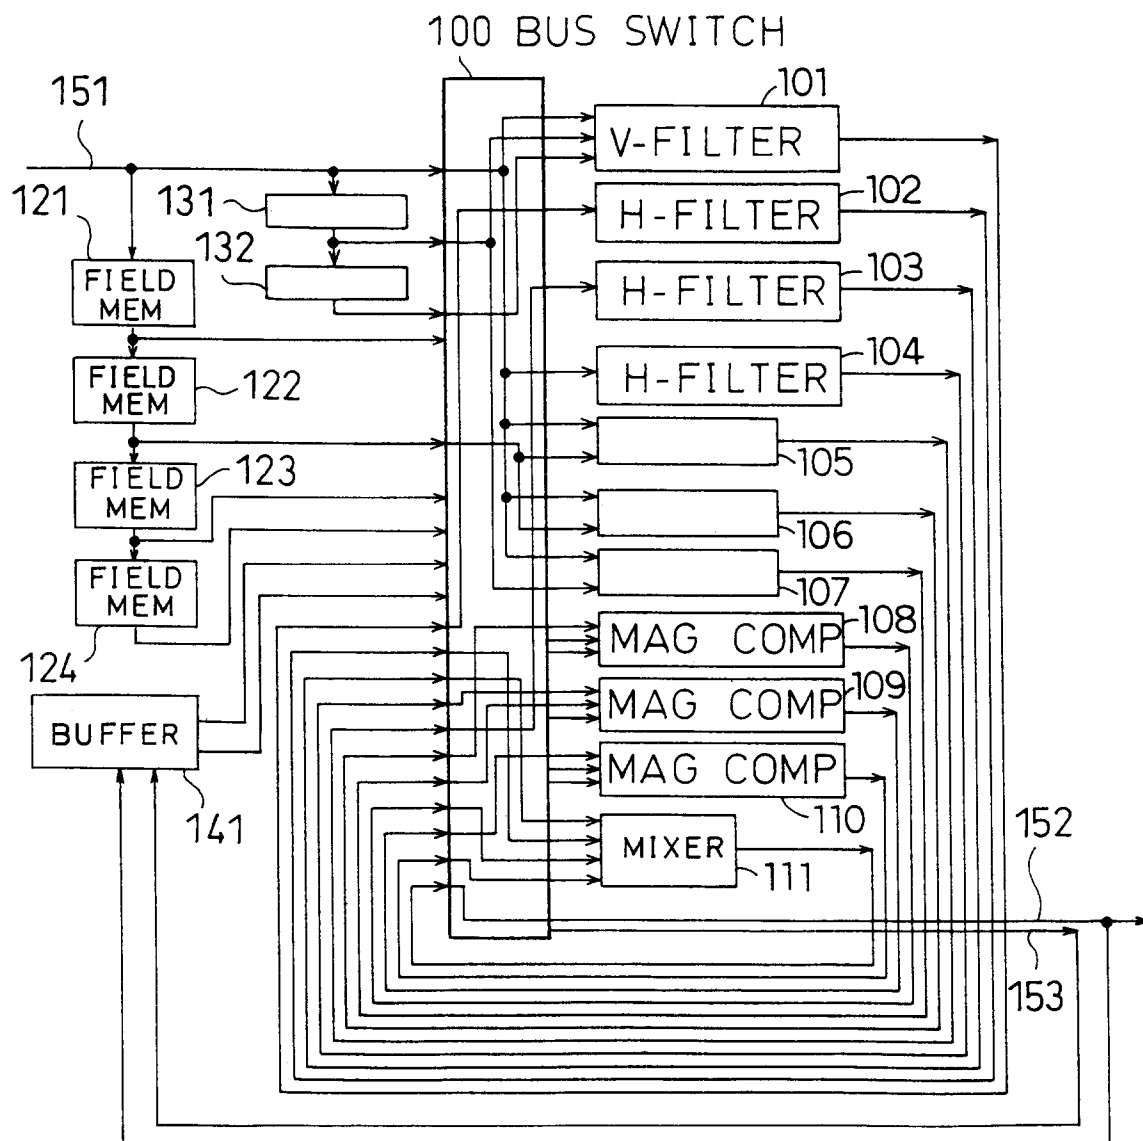 100 BUS SWITCH
151
101
V-FILTER
121
131
102
H-FILTER
132
FIELD
MEM
103
H-FILTER
FIELD
MEM
122
104
H-FILTER
105
FIELD
MEM
123
106
FIELD
MEM
107
124
108
MAG COMP
109
MAG COMP
BUFFER
141
MAG COMP
110
MIXER
111
152
153